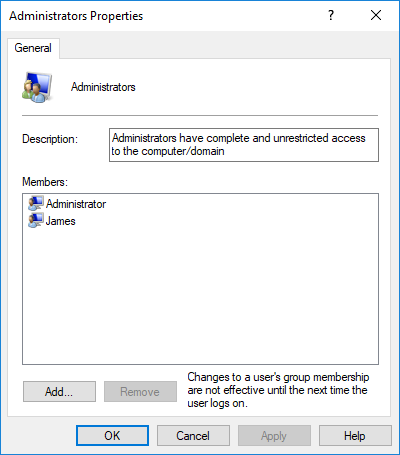 Administrators Properties
?
General
Administrators
Description:
Administrators have complete and unrestricted access
to the computer/domain
Members:
Administrator
James
Add...
Remove
Changes to a user's group membership
are not effective until the next time the
user logs on.
OK
Cancel
Apply
Help